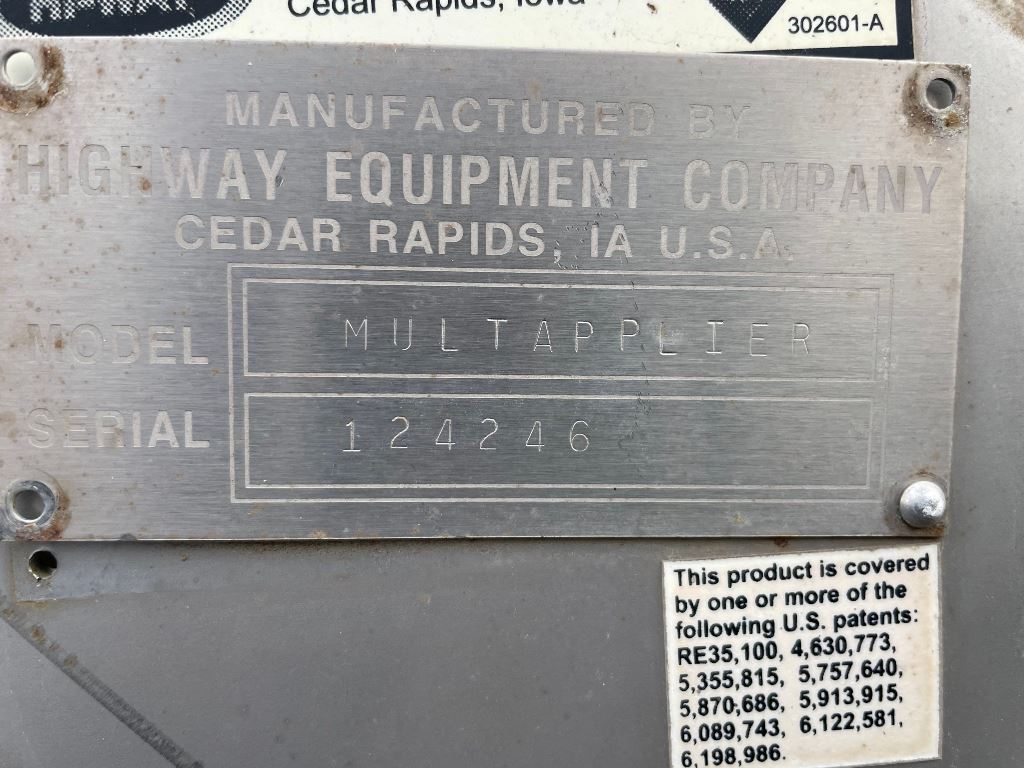 HI-WAY
Cedar Rapids, Iowa
302601-A
MANUFACTURED BY
HIGHWAY EQUIPMENT COMPANY
CEDAR RAPIDS, IA U.S.A.
MODEL MULTAPPLIER
SERIAL 124246
This product is covered
by one or more of the
following U.S. patents:
RE35,100, 4,630,773,
5,355,815, 5,757,640,
5,870,686, 5,913,915,
6,089,743, 6,122,581,
6,198,986.